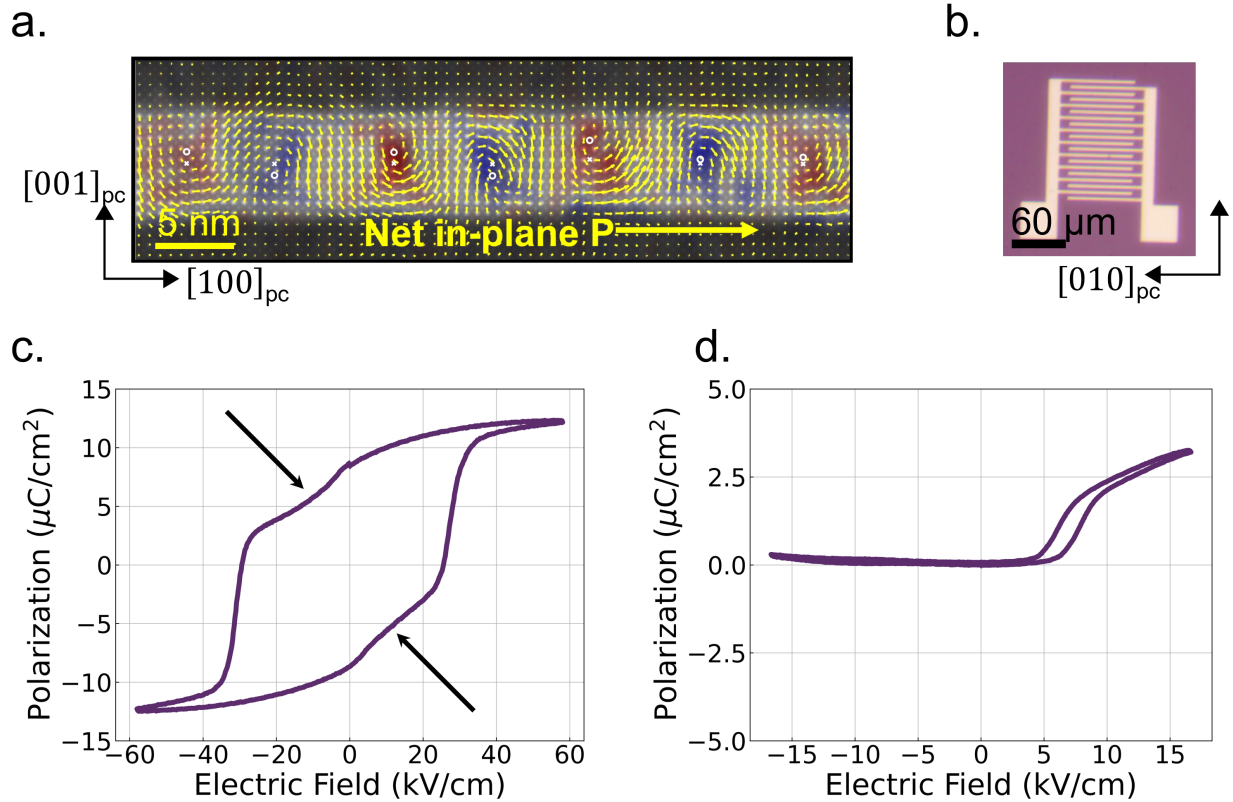 a.
b.
[001]pc
5 nm
Net in-plane P
[100]pc
60 μm
[010]pc
c.
d.
Polarization (μC/cm²)
15
10
5
0
−5
−10
−15
−60 −40 −20 0 20 40 60
Electric Field (kV/cm)
Polarization (μC/cm²)
5.0
2.5
0.0
−2.5
−5.0
−15 −10 −5 0 5 10 15
Electric Field (kV/cm)